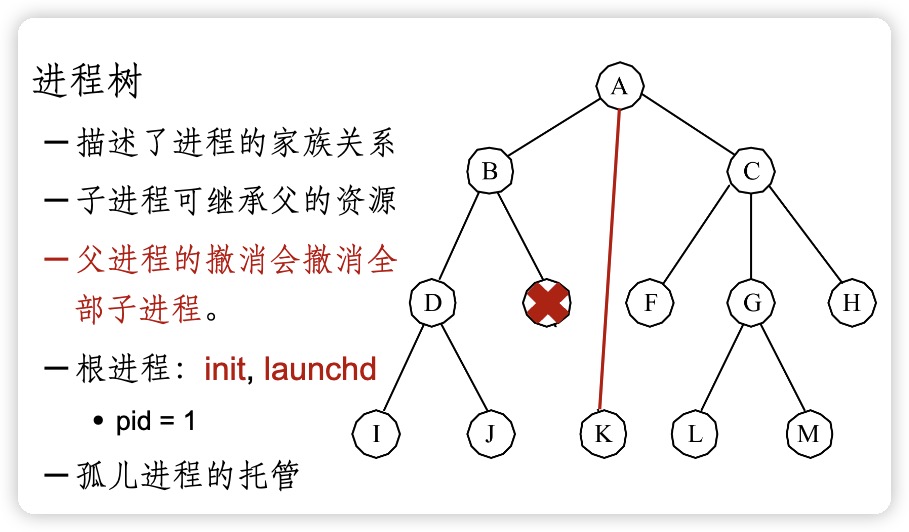 进程树
– 描述了进程的家族关系
– 子进程可继承父的资源
– 父进程的撤消会撤消全
部子进程。
– 根进程：init, launchd
• pid = 1
– 孤儿进程的托管
A
B
C
D
F
G
H
I
J
K
L
M